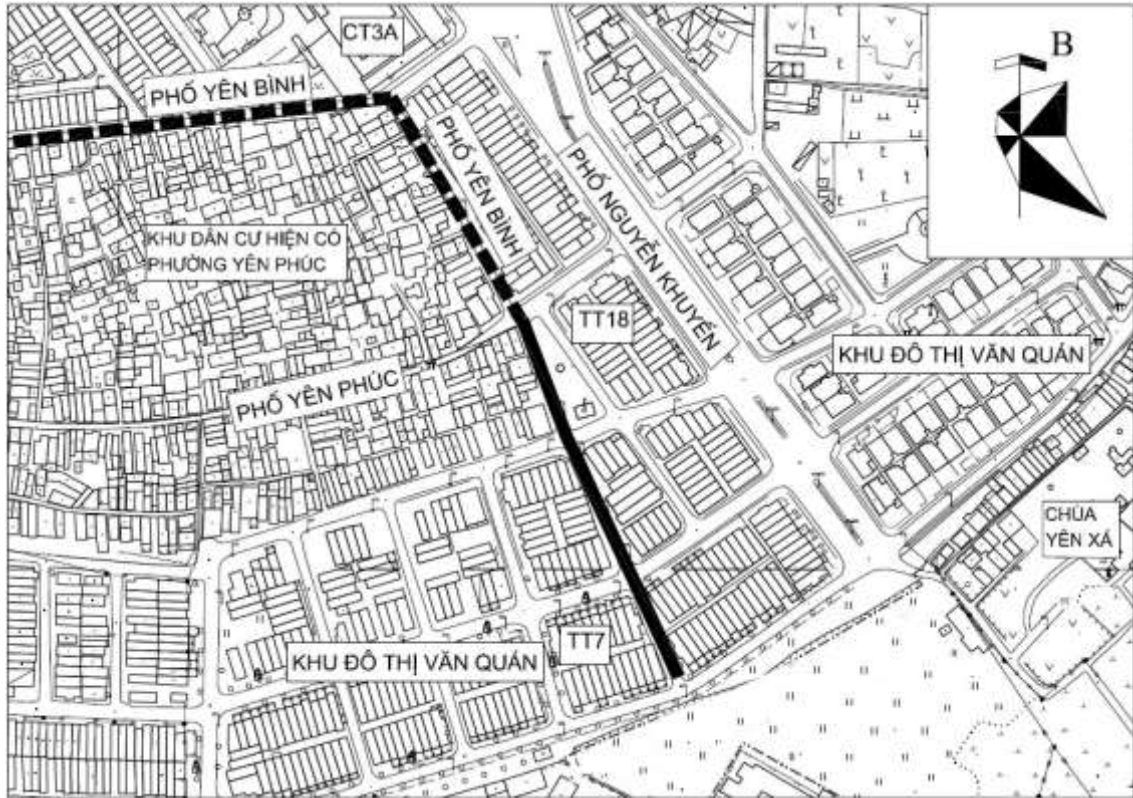 CT3A
B
PHỐ YÊN BÌNH
PHỐ YÊN BÌNH
PHỐ NGUYỄN KHUYẾN
KHU DÂN CƯ HIỆN CÓ
PHƯỜNG YÊN PHÚC
TT18
KHU ĐÔ THỊ VĂN QUÁN
PHỐ YÊN PHÚC
CHÙA
YÊN XÁ
TT7
KHU ĐÔ THỊ VĂN QUÁN